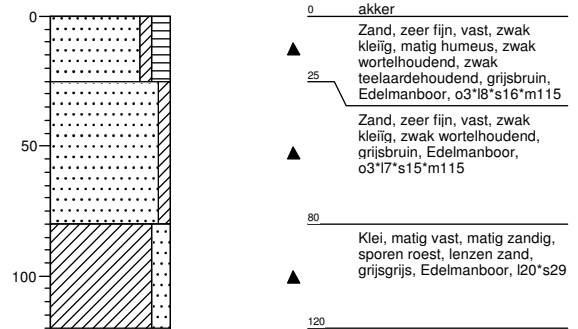 0
50
100
0 akker
Zand, zeer fijn, vast, zwak
kleiïg, matig humeus, zwak
wortelhoudend, zwak
teelaardehoudend, grijsbruin,
Edelmanboor, o3*l8*s16*m115
25
Zand, zeer fijn, vast, zwak
kleiïg, zwak wortelhoudend,
grijsbruin, Edelmanboor,
o3*l7*s15*m115
80
Klei, matig vast, matig zandig,
sporen roest, lenzen zand,
grijsgrijs, Edelmanboor, l20*s29
120